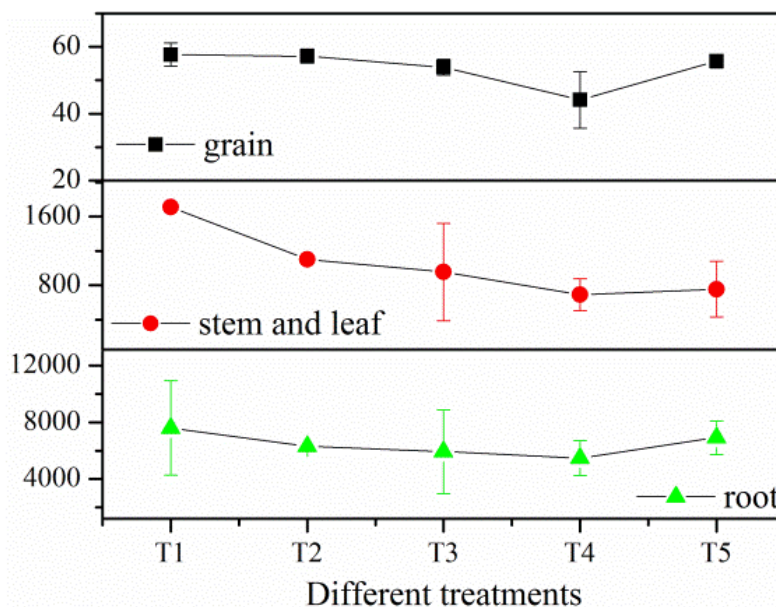 60
40
grain
20
1600
800
stem and leaf
12000
8000
4000
root
T1 T2 T3 T4 T5
Different treatments